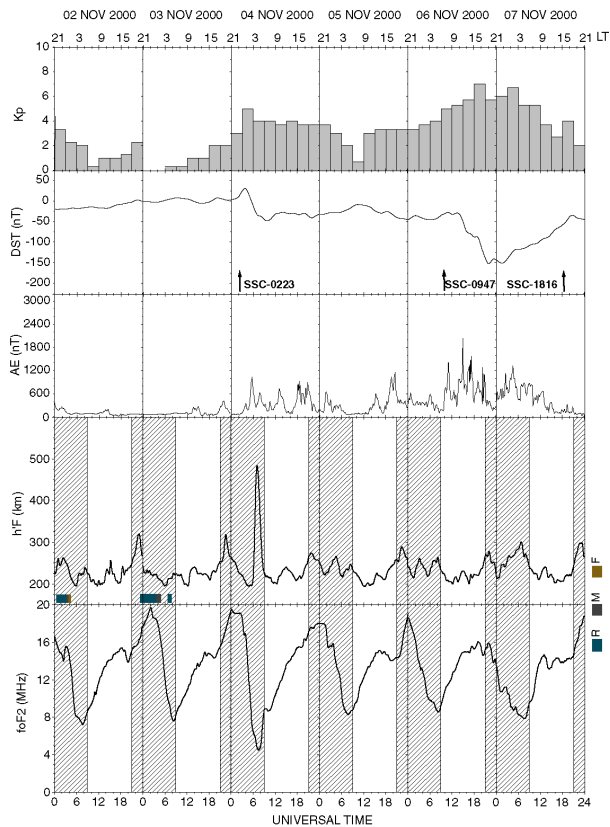 02 NOV 2000 03 NOV 2000 04 NOV 2000 05 NOV 2000 06 NOV 2000 07 NOV 2000
21 3 9 15 21 3 9 15 21 3 9 15 21 3 9 15 21 3 9 15 21 3 9 15 21 LT
10
8
6
4
2
0
Kp
50
0
-50
-100
-150
-200
DST (nT)
SSC-0223 SSC-0947 SSC-1816
3000
2400
1800
1200
600
0
AE (nT)
500
400
300
200
h'F (km)
F
M
R
20
16
12
8
4
0
foF2 (MHz)
0 6 12 18 0 6 12 18 0 6 12 18 0 6 12 18 0 6 12 18 0 6 12 18 24
UNIVERSAL TIME